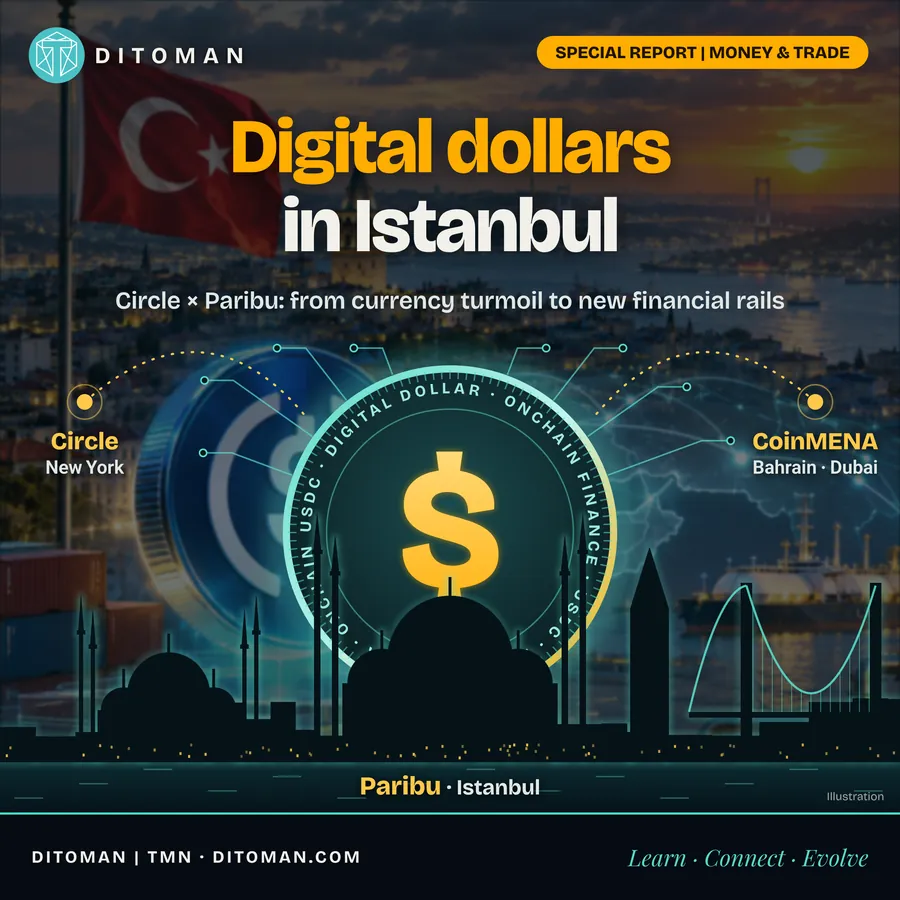 DITOMAN
SPECIAL REPORT | MONEY & TRADE
Digital dollars
in Istanbul
Circle × Paribu: from currency turmoil to new financial rails
USDC · DIGITAL DOLLAR · ONCHAIN FINANCE ·
Circle
New York
CoinMENA
Bahrain · Dubai
Paribu · Istanbul
Illustration
DITOMAN | TMN · DITOMAN.COM
Learn · Connect · Evolve